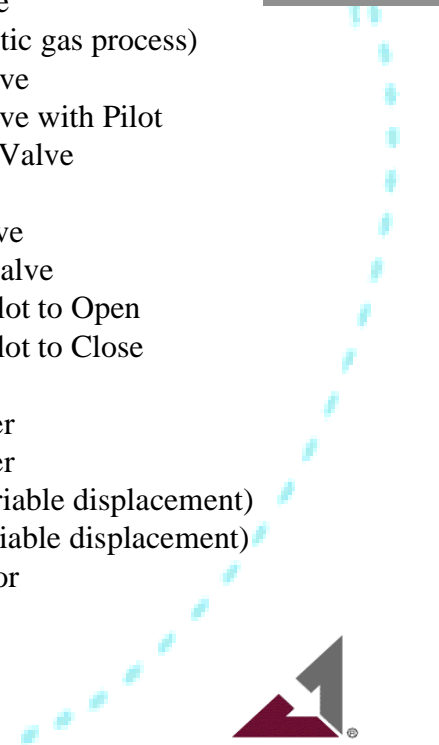 e
tic gas process)
ve
ve with Pilot
Valve
ve
alve
lot to Open
lot to Close
er
er
riable displacement)
iable displacement)
or
®